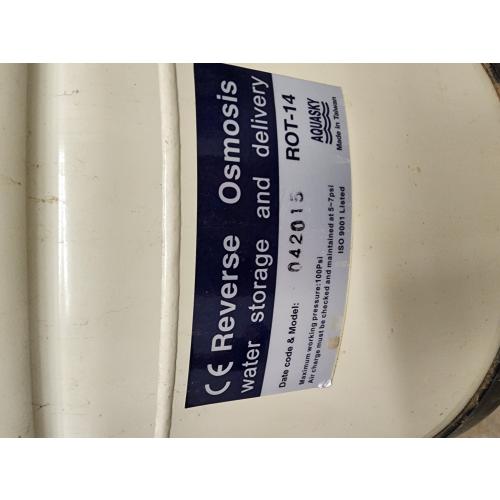 CE Reverse Osmosis
water storage and delivery
Date code & Model: 042015 ROT-14
Maximum working pressure:100Psi
Air charge must be checked and maintained at 5~7psi
ISO 9001 Listed
AQUASKY
Made in Taiwan